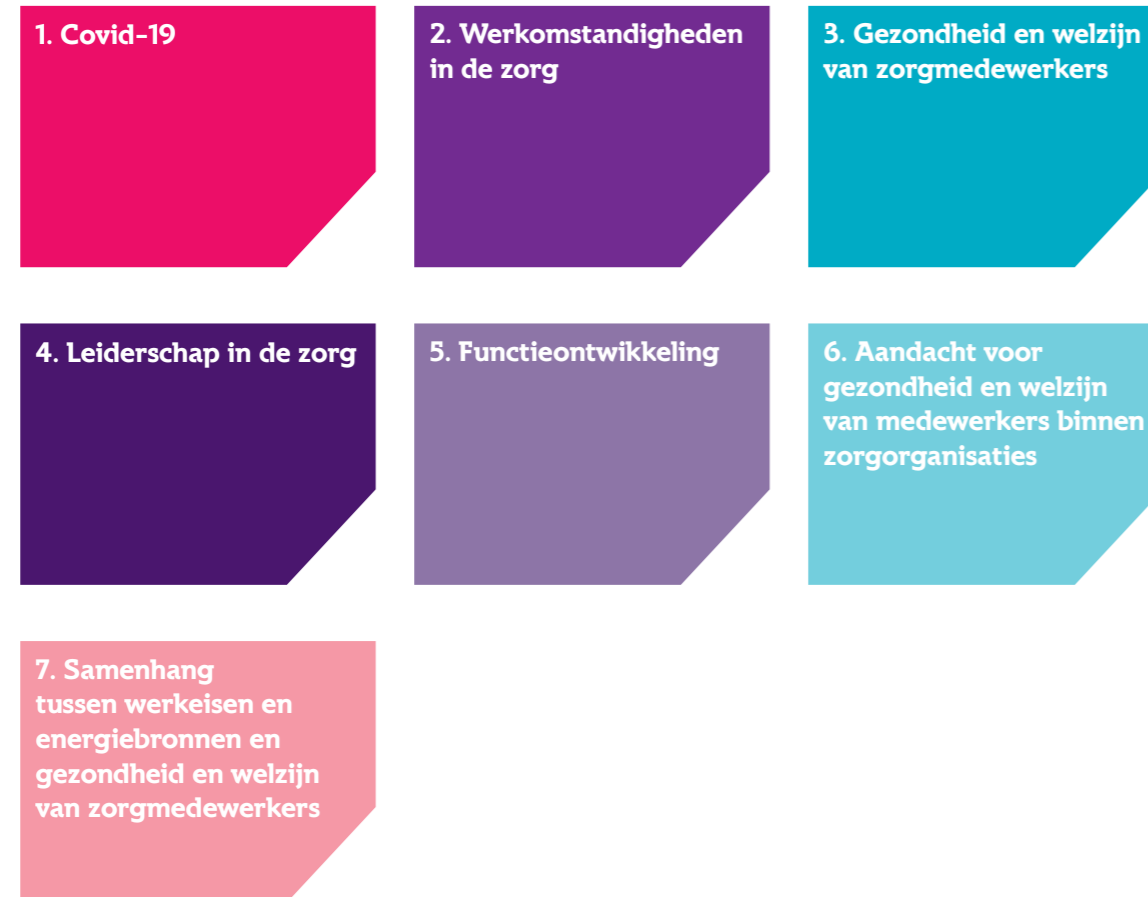 1. Covid-19
2. Werkomstandigheden
in de zorg
3. Gezondheid en welzijn
van zorgmedewerkers
4. Leiderschap in de zorg
5. Functieontwikkeling
6. Aandacht voor
gezondheid en welzijn
van medewerkers binnen
zorgorganisaties
7. Samenhang
tussen werkeisen en
energiebronnen en
gezondheid en welzijn
van zorgmedewerkers